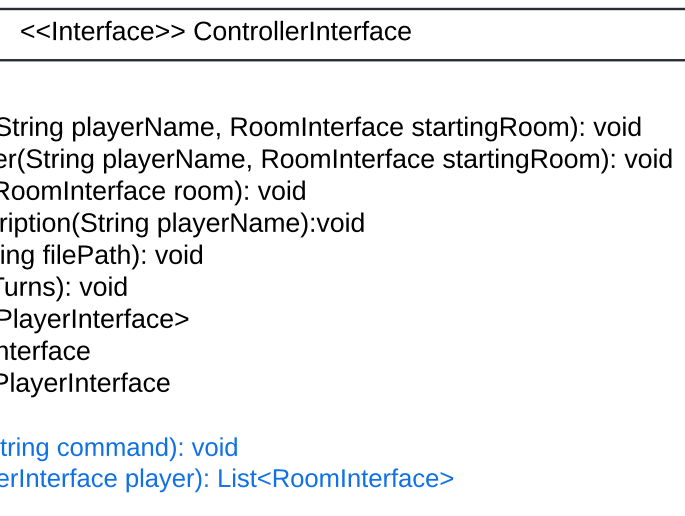 <<Interface>> ControllerInterface
String playerName, RoomInterface startingRoom): void
er(String playerName, RoomInterface startingRoom): void
RoomInterface room): void
ription(String playerName):void
ing filePath): void
Turns): void
PlayerInterface>
nterface
PlayerInterface
tring command): void
erInterface player): List<RoomInterface>